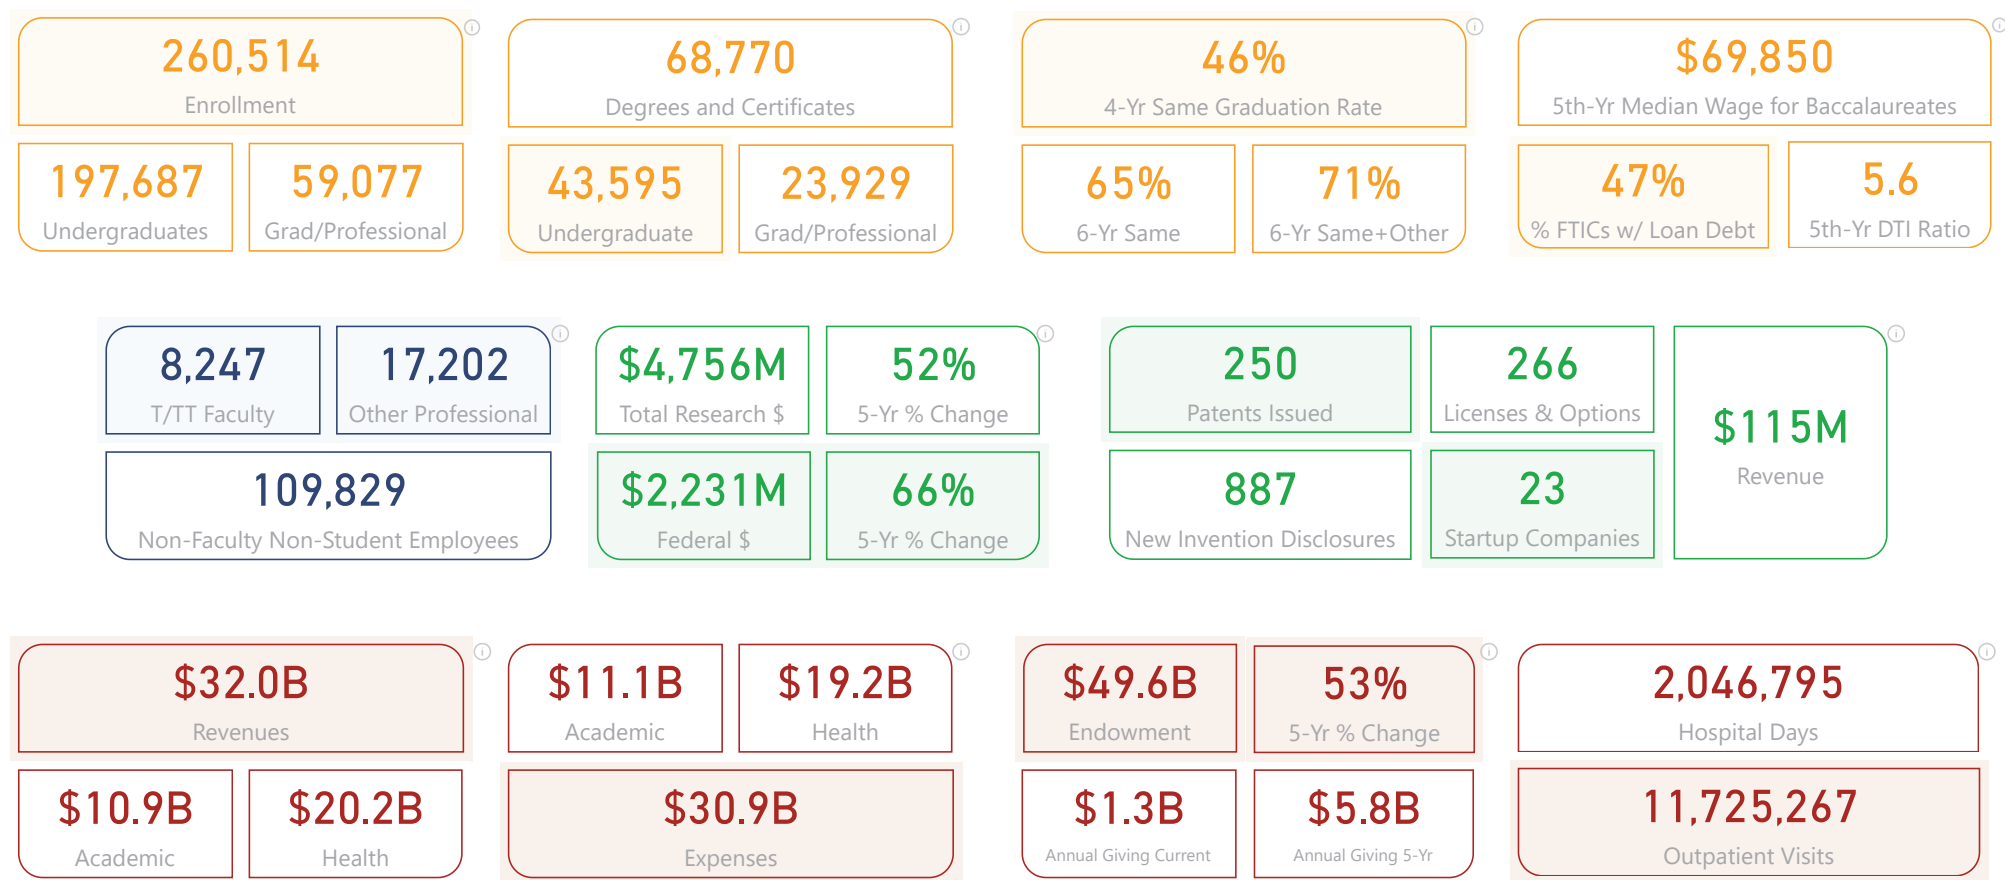 260,514
Enrollment
197,687
Undergraduates
59,077
Grad/Professional
68,770
Degrees and Certificates
43,595
Undergraduate
23,929
Grad/Professional
46%
4-Yr Same Graduation Rate
65%
6-Yr Same
71%
6-Yr Same+Other
$69,850
5th-Yr Median Wage for Baccalaureates
47%
% FTICs w/ Loan Debt
5.6
5th-Yr DTI Ratio
8,247
T/TT Faculty
17,202
Other Professional
109,829
Non-Faculty Non-Student Employees
$4,756M
Total Research $
52%
5-Yr % Change
$2,231M
Federal $
66%
5-Yr % Change
250
Patents Issued
266
Licenses & Options
887
New Invention Disclosures
23
Startup Companies
$115M
Revenue
$32.0B
Revenues
$10.9B
Academic
$20.2B
Health
$11.1B
Academic
$19.2B
Health
$30.9B
Expenses
$49.6B
Endowment
53%
5-Yr % Change
$1.3B
Annual Giving Current
$5.8B
Annual Giving 5-Yr
2,046,795
Hospital Days
11,725,267
Outpatient Visits